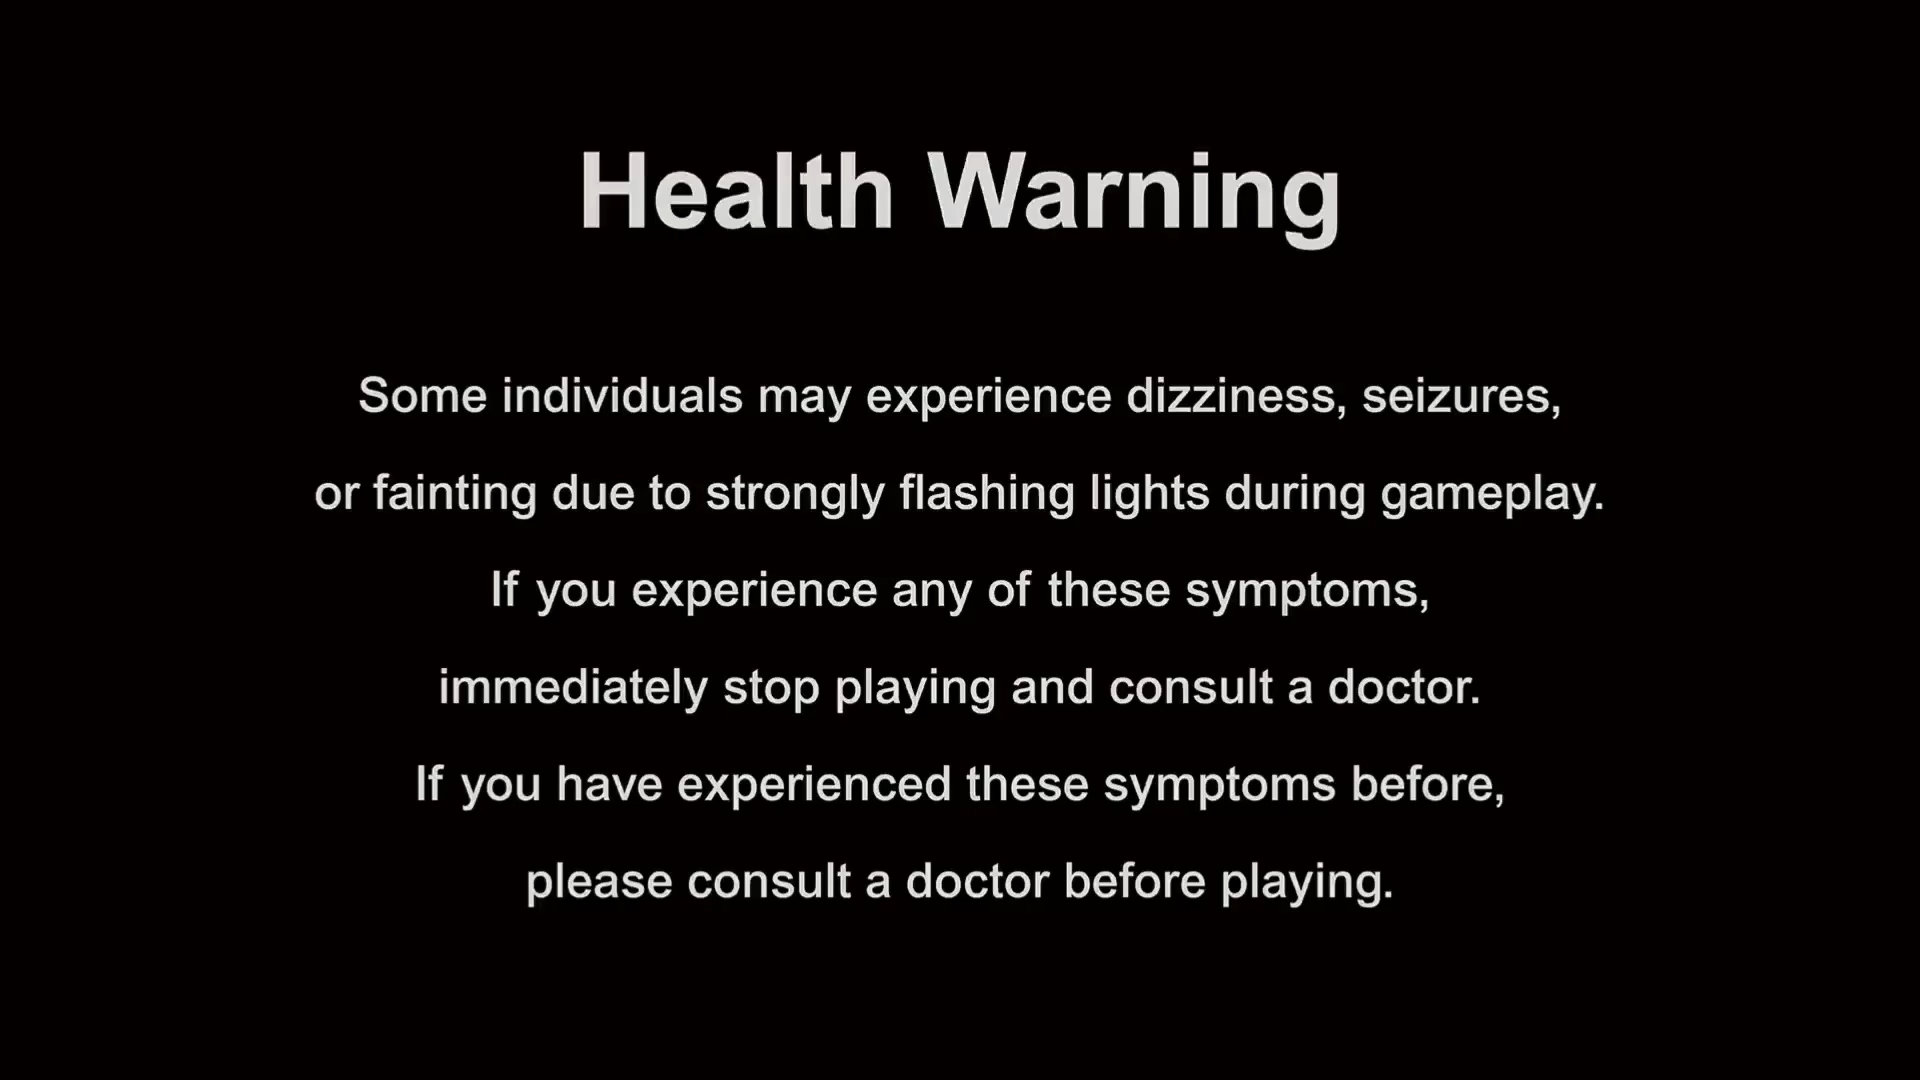 Health Warning
Some individuals may experience dizziness, seizures,
or fainting due to strongly flashing lights during gameplay.
If you experience any of these symptoms,
immediately stop playing and consult a doctor.
If you have experienced these symptoms before,
please consult a doctor before playing.